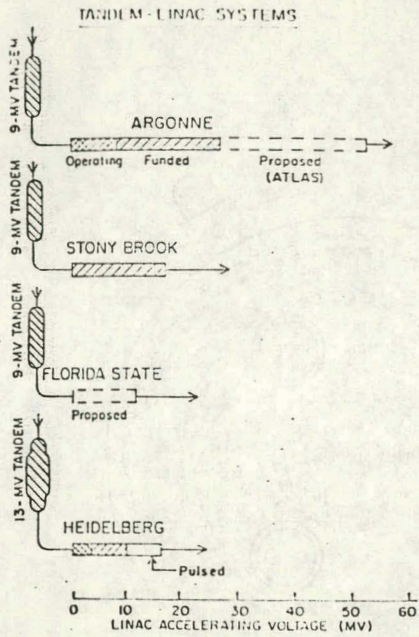 TANDEM-LINAC SYSTEMS
9-MV TANDEM
ARGONNE
Operating Funded Proposed
(ATLAS)
9-MV TANDEM
STONY BROOK
9-MV TANDEM
FLORIDA STATE
Proposed
13-MV TANDEM
HEIDELBERG
Pulsed
0 10 20 30 40 50 60
LINAC ACCELERATING VOLTAGE (MV)